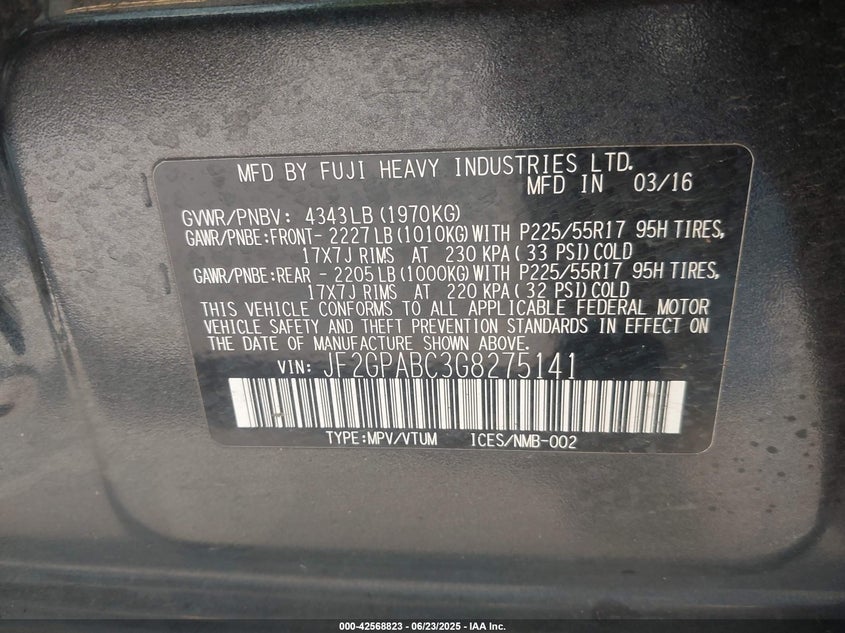 MFD BY FUJI HEAVY INDUSTRIES LTD.
MFD IN 03/16
GVWR/PNBV: 4343LB(1970KG)
GAWR/PNBE:FRONT- 2227LB(1010KG)WITH P225/55R17 95H TIRES,
17X7J RIMS AT 230 KPA( 33 PSI)COLD
GAWR/PNBE:REAR - 2205LB(1000KG)WITH P225/55R17 95H TIRES,
17X7J RIMS AT 220 KPA( 32 PSI)COLD
THIS VEHICLE CONFORMS TO ALL APPLICABLE FEDERAL MOTOR
VEHICLE SAFETY AND THEFT PREVENTION STANDARDS IN EFFECT ON
THE DATE OF MANUFACTURE SHOWN ABOVE.
VIN: JF2GPABC3G8275141
TYPE:MPV/VTUM ICES/NMB-002
000-42568823 - 06/23/2025 - IAA Inc.